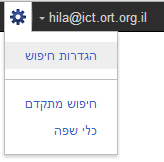 hila@ict.ort.org.il
הגדרות חיפוש
חיפוש מתקדם
כלי שפה